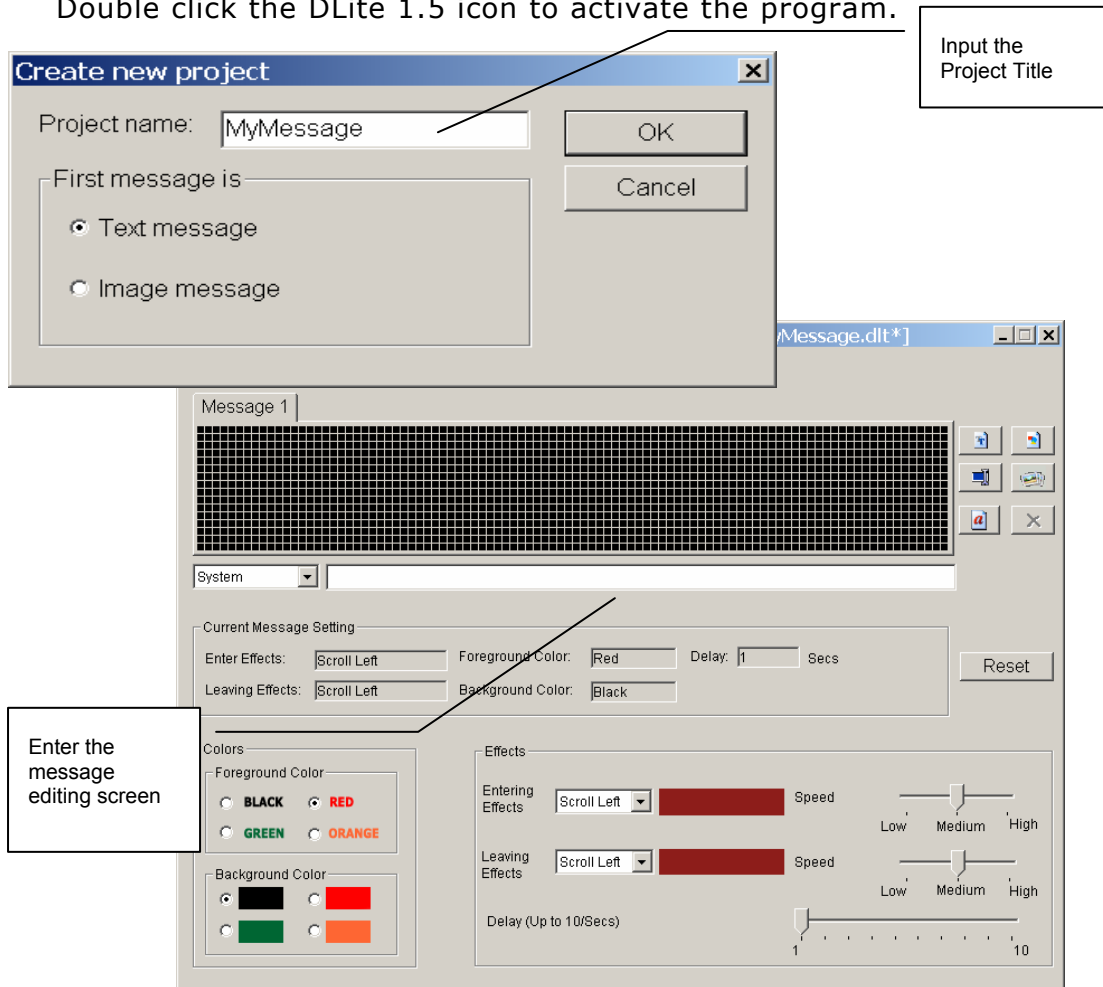 Double click the DLite 1.5 icon to activate the program.
Input the
Project Title
Create new project
Project name: MyMessage
OK
Cancel
First message is
Text message
Image message
Message.dlt*]
Message 1
System
Current Message Setting
Enter Effects: Scroll Left Foreground Color: Red Delay: 1 Secs
Reset
Leaving Effects: Scroll Left Background Color: Black
Enter the
message
editing screen
Colors
Foreground Color
BLACK RED
GREEN ORANGE
Background Color
Effects
Entering
Effects
Scroll Left
Speed
Low Medium High
Leaving
Effects
Scroll Left
Speed
Low Medium High
Delay (Up to 10/Secs)
1 10